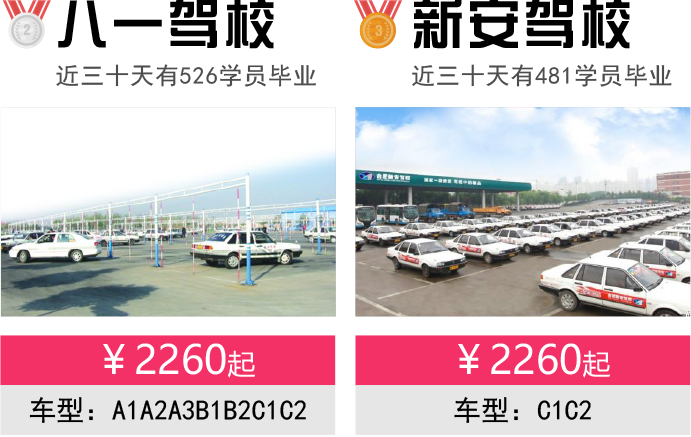 2
八一驾校
近三十天有526学员毕业
¥2260起
车型：A1A2A3B1B2C1C2
3
新安驾校
近三十天有481学员毕业
¥2260起
车型：C1C2